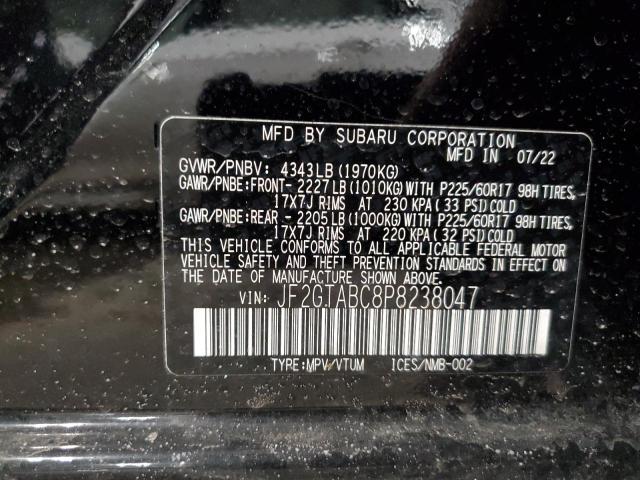 MFD BY SUBARU CORPORATION
MFD IN 07/22
GVWR/PNBV: 4343LB (1970KG)
GAWR/PNBE:FRONT- 2227LB(1010KG)WITH P225/60R17 98H TIRES,
17X7J RIMS AT 230 KPA(33 PSI)COLD
GAWR/PNBE:REAR - 2205LB(1000KG)WITH P225/60R17 98H TIRES,
17X7J RIMS AT 220 KPA(32 PSI)COLD
THIS VEHICLE CONFORMS TO ALL APPLICABLE FEDERAL MOTOR
VEHICLE SAFETY AND THEFT PREVENTION STANDARDS IN EFFECT ON
THE DATE OF MANUFACTURE SHOWN ABOVE.
VIN: JF2GTABC8P8238047
TYPE:MPV/VTUM ICES/NMB-002